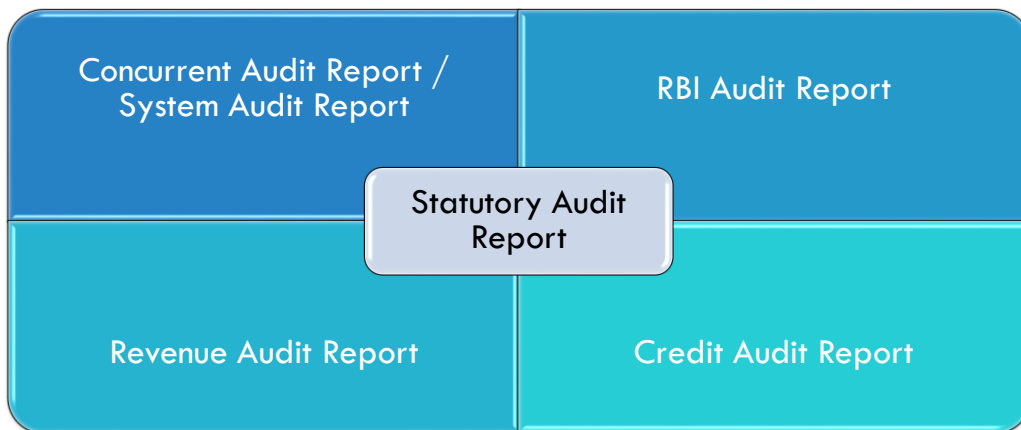 Concurrent Audit Report /
System Audit Report
RBI Audit Report
Statutory Audit
Report
Revenue Audit Report
Credit Audit Report